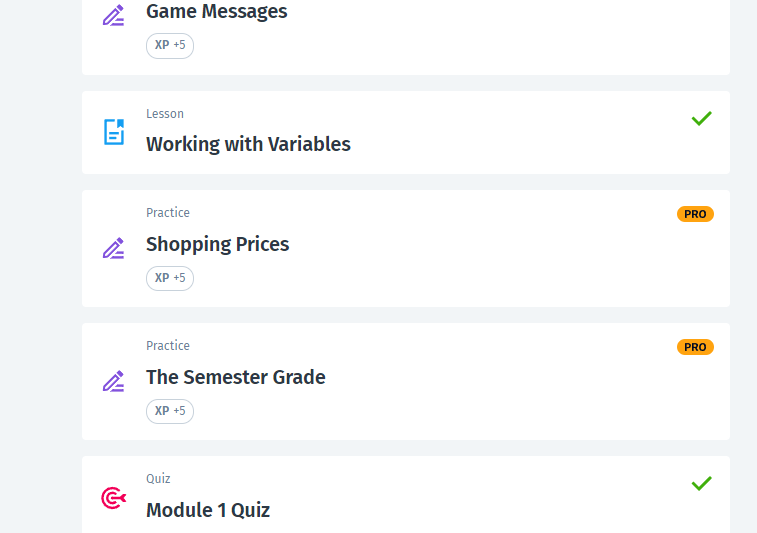 Game Messages
XP +5
Lesson
Working with Variables
Practice
PRO
Shopping Prices
XP +5
Practice
PRO
The Semester Grade
XP +5
Quiz
Module 1 Quiz